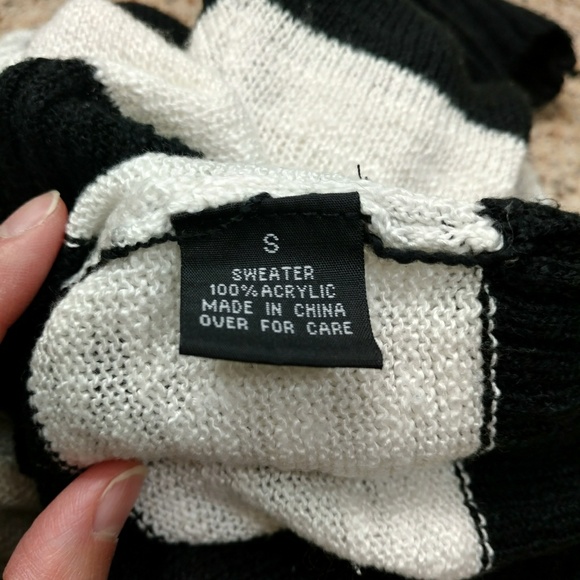 S
SWEATER
100% ACRYLIC
MADE IN CHINA
OVER FOR CARE